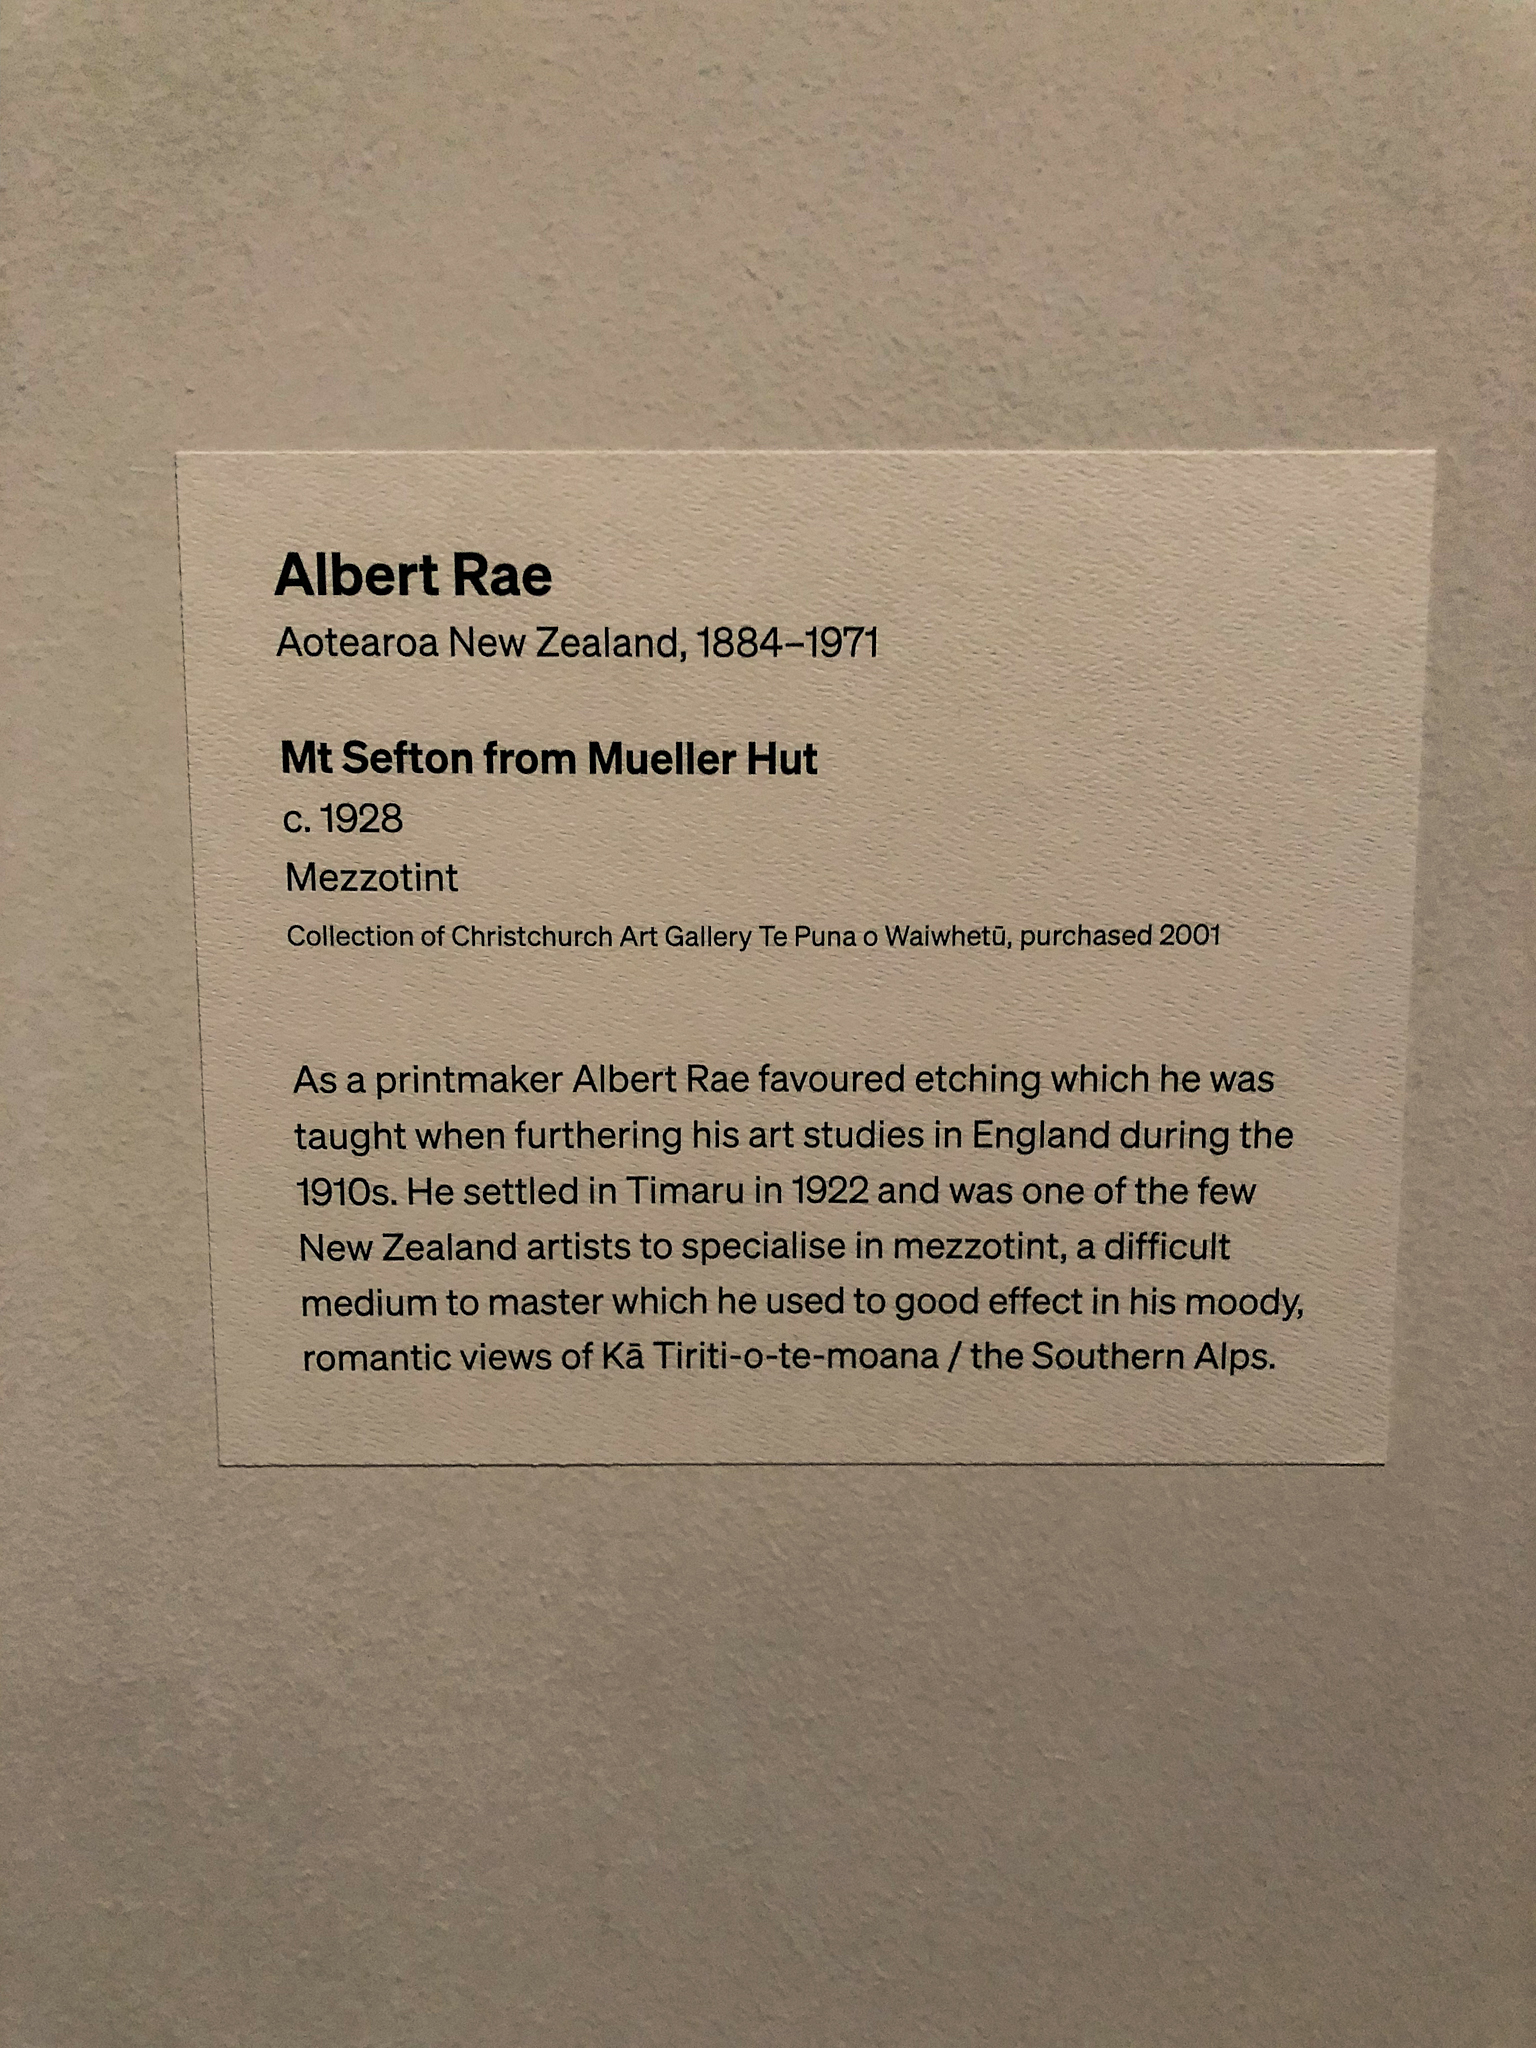 Albert Rae
Aotearoa New Zealand, 1884–1971
Mt Sefton from Mueller Hut
c. 1928
Mezzotint
Collection of Christchurch Art Gallery Te Puna o Waiwhetū, purchased 2001
As a printmaker Albert Rae favoured etching which he was
taught when furthering his art studies in England during the
1910s. He settled in Timaru in 1922 and was one of the few
New Zealand artists to specialise in mezzotint, a difficult
medium to master which he used to good effect in his moody,
romantic views of Kā Tiriti-o-te-moana / the Southern Alps.